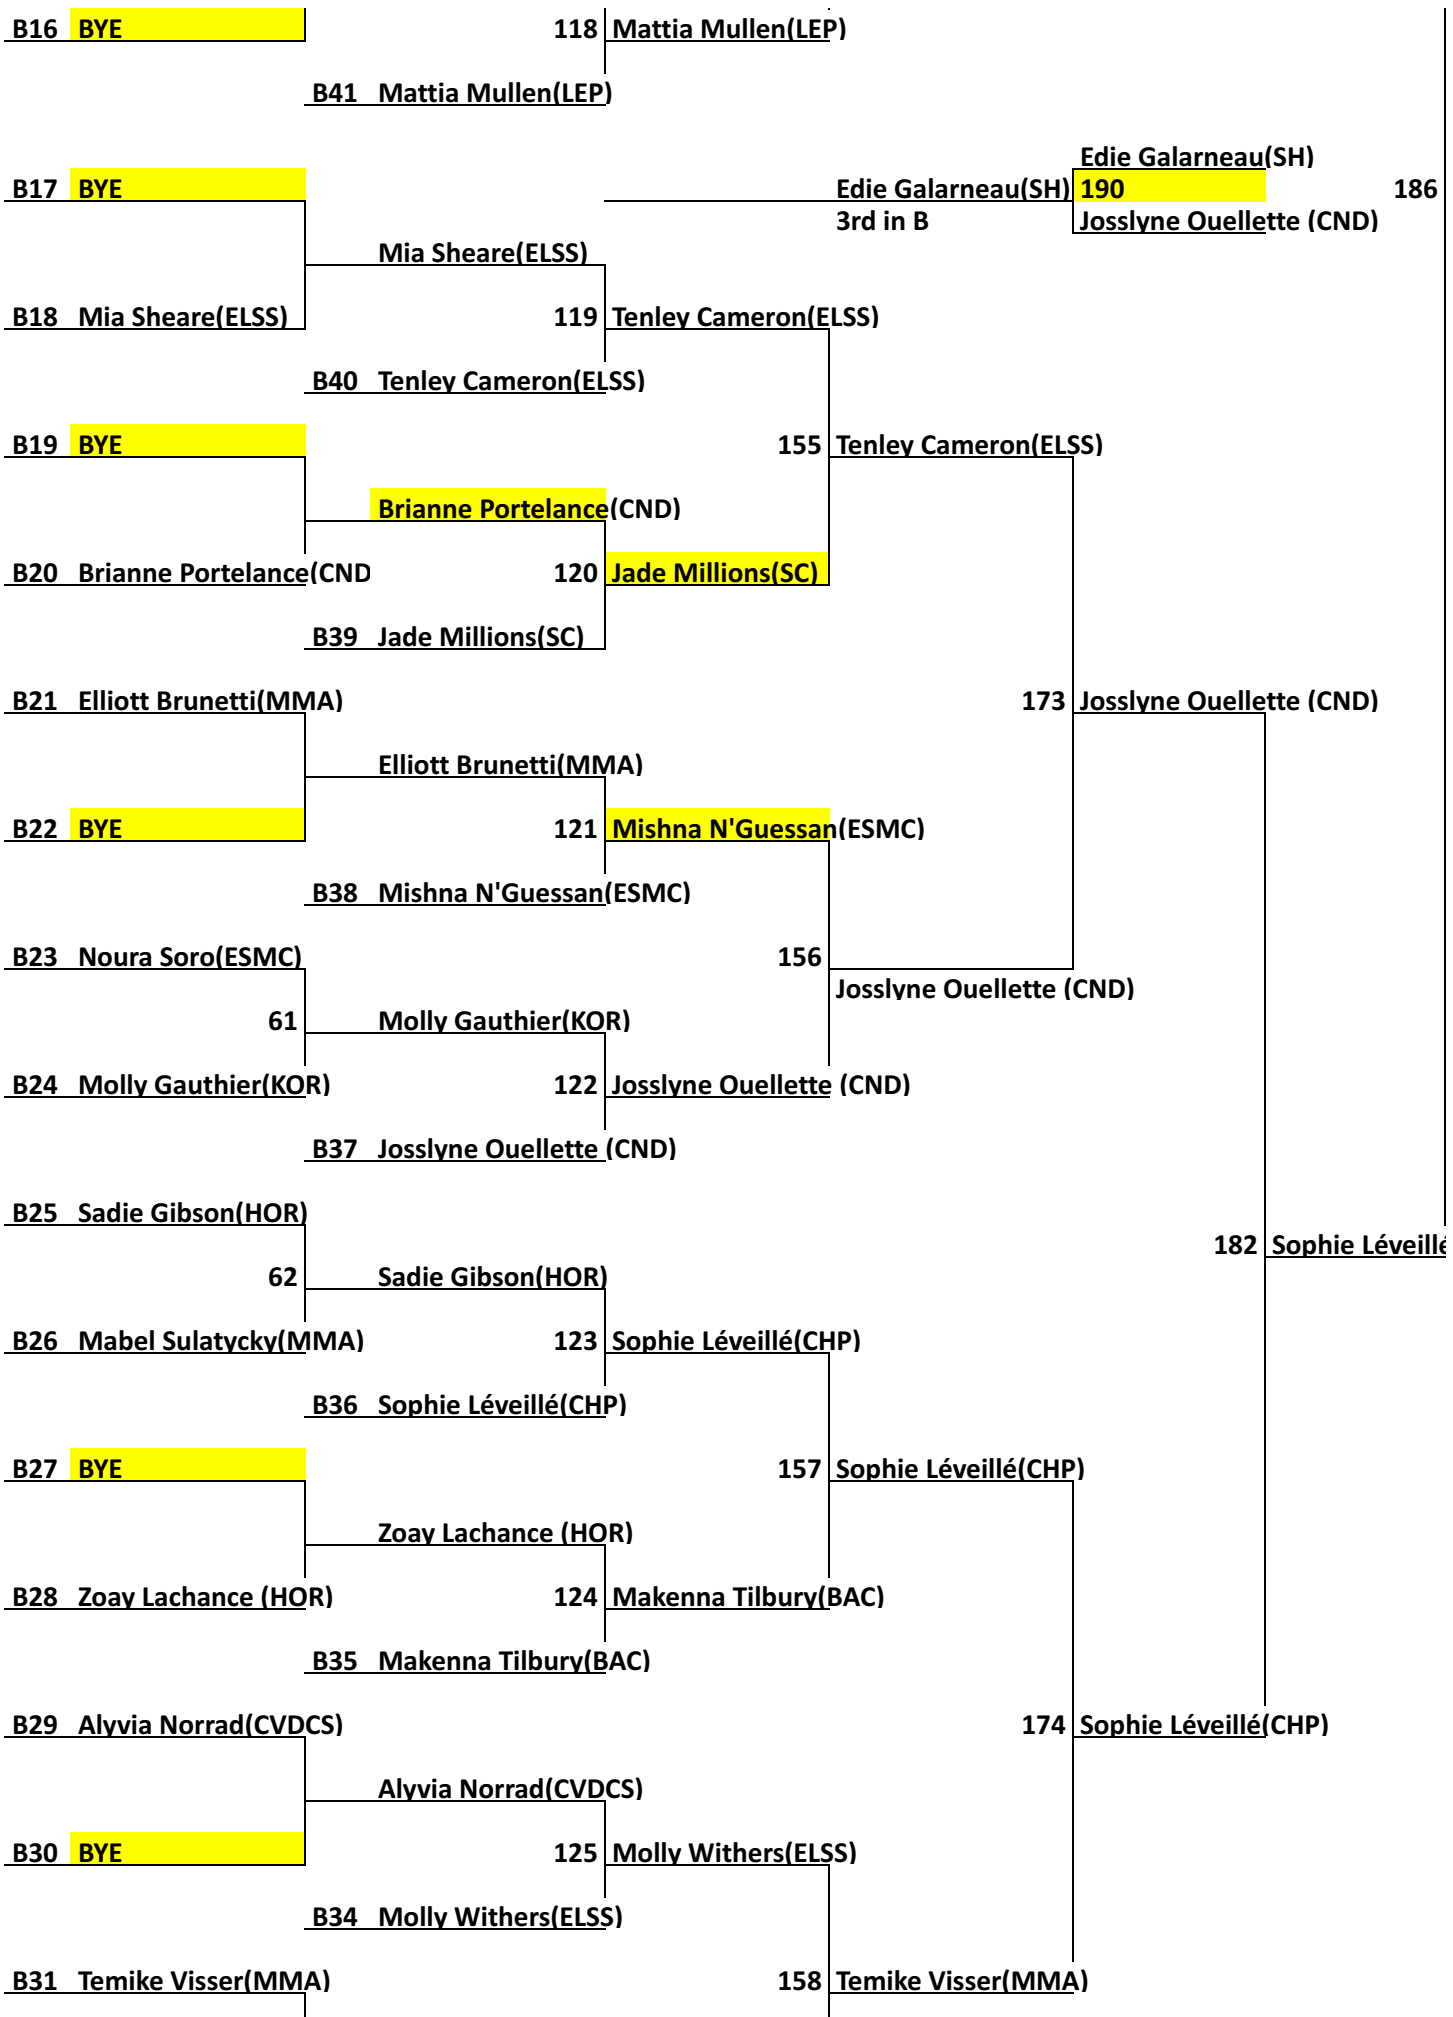 B16 BYE 118 Mattia Mullen(LEP)
B41 Mattia Mullen(LEP)
Edie Galarneau(SH)
B17 BYE Edie Galarneau(SH) 190 186
3rd in B Josslyne Ouellette (CND)
Mia Sheare(ELSS)
B18 Mia Sheare(ELSS) 119 Tenley Cameron(ELSS)
B40 Tenley Cameron(ELSS)
B19 BYE 155 Tenley Cameron(ELSS)
Brianne Portelance(CND)
B20 Brianne Portelance(CND 120 Jade Millions(SC)
B39 Jade Millions(SC)
B21 Elliott Brunetti(MMA) 173 Josslyne Ouellette (CND)
Elliott Brunetti(MMA)
B22 BYE 121 Mishna N'Guessan(ESMC)
B38 Mishna N'Guessan(ESMC)
B23 Noura Soro(ESMC) 156
Josslyne Ouellette (CND)
61 Molly Gauthier(KOR)
B24 Molly Gauthier(KOR) 122 Josslyne Ouellette (CND)
B37 Josslyne Ouellette (CND)
B25 Sadie Gibson(HOR)
182 Sophie Léveillé
62 Sadie Gibson(HOR)
B26 Mabel Sulatycky(MMA) 123 Sophie Léveillé(CHP)
B36 Sophie Léveillé(CHP)
B27 BYE 157 Sophie Léveillé(CHP)
Zoay Lachance (HOR)
B28 Zoay Lachance (HOR) 124 Makenna Tilbury(BAC)
B35 Makenna Tilbury(BAC)
B29 Alyvia Norrad(CVDCS) 174 Sophie Léveillé(CHP)
Alyvia Norrad(CVDCS)
B30 BYE 125 Molly Withers(ELSS)
B34 Molly Withers(ELSS)
B31 Temike Visser(MMA) 158 Temike Visser(MMA)